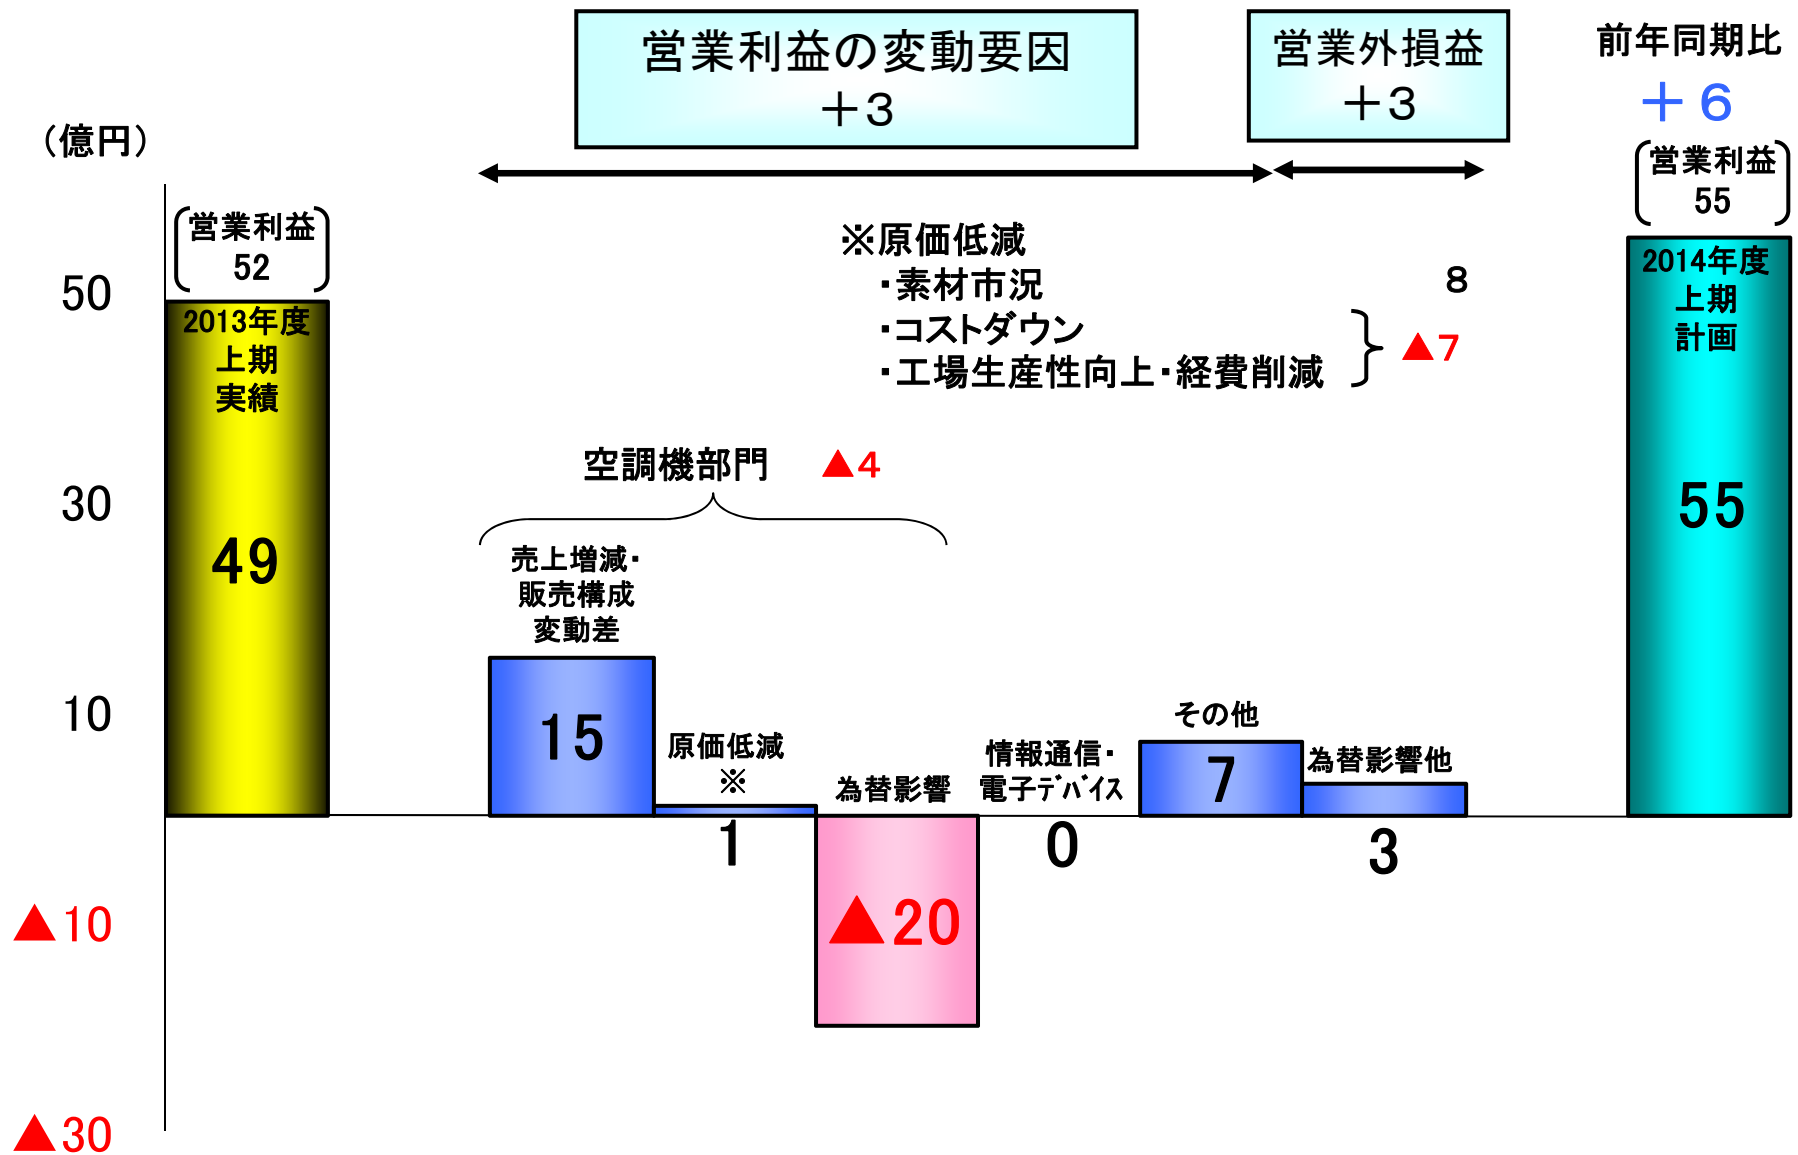 営業利益の変動要因
＋3
営業外損益
＋3
前年同期比
＋6
（億円）
営業利益
52
営業利益
55
※原価低減
・素材市況 8
・コストダウン
・工場生産性向上・経費削減
▲7
50
30
10
▲10
▲30
2013年度
上期
実績
49
空調機部門 ▲4
売上増減・
販売構成
変動差
15
原価低減
※
1
為替影響
▲20
情報通信・
電子ﾃﾞﾊﾞｲｽ
0
その他
7
為替影響他
3
2014年度
上期
計画
55